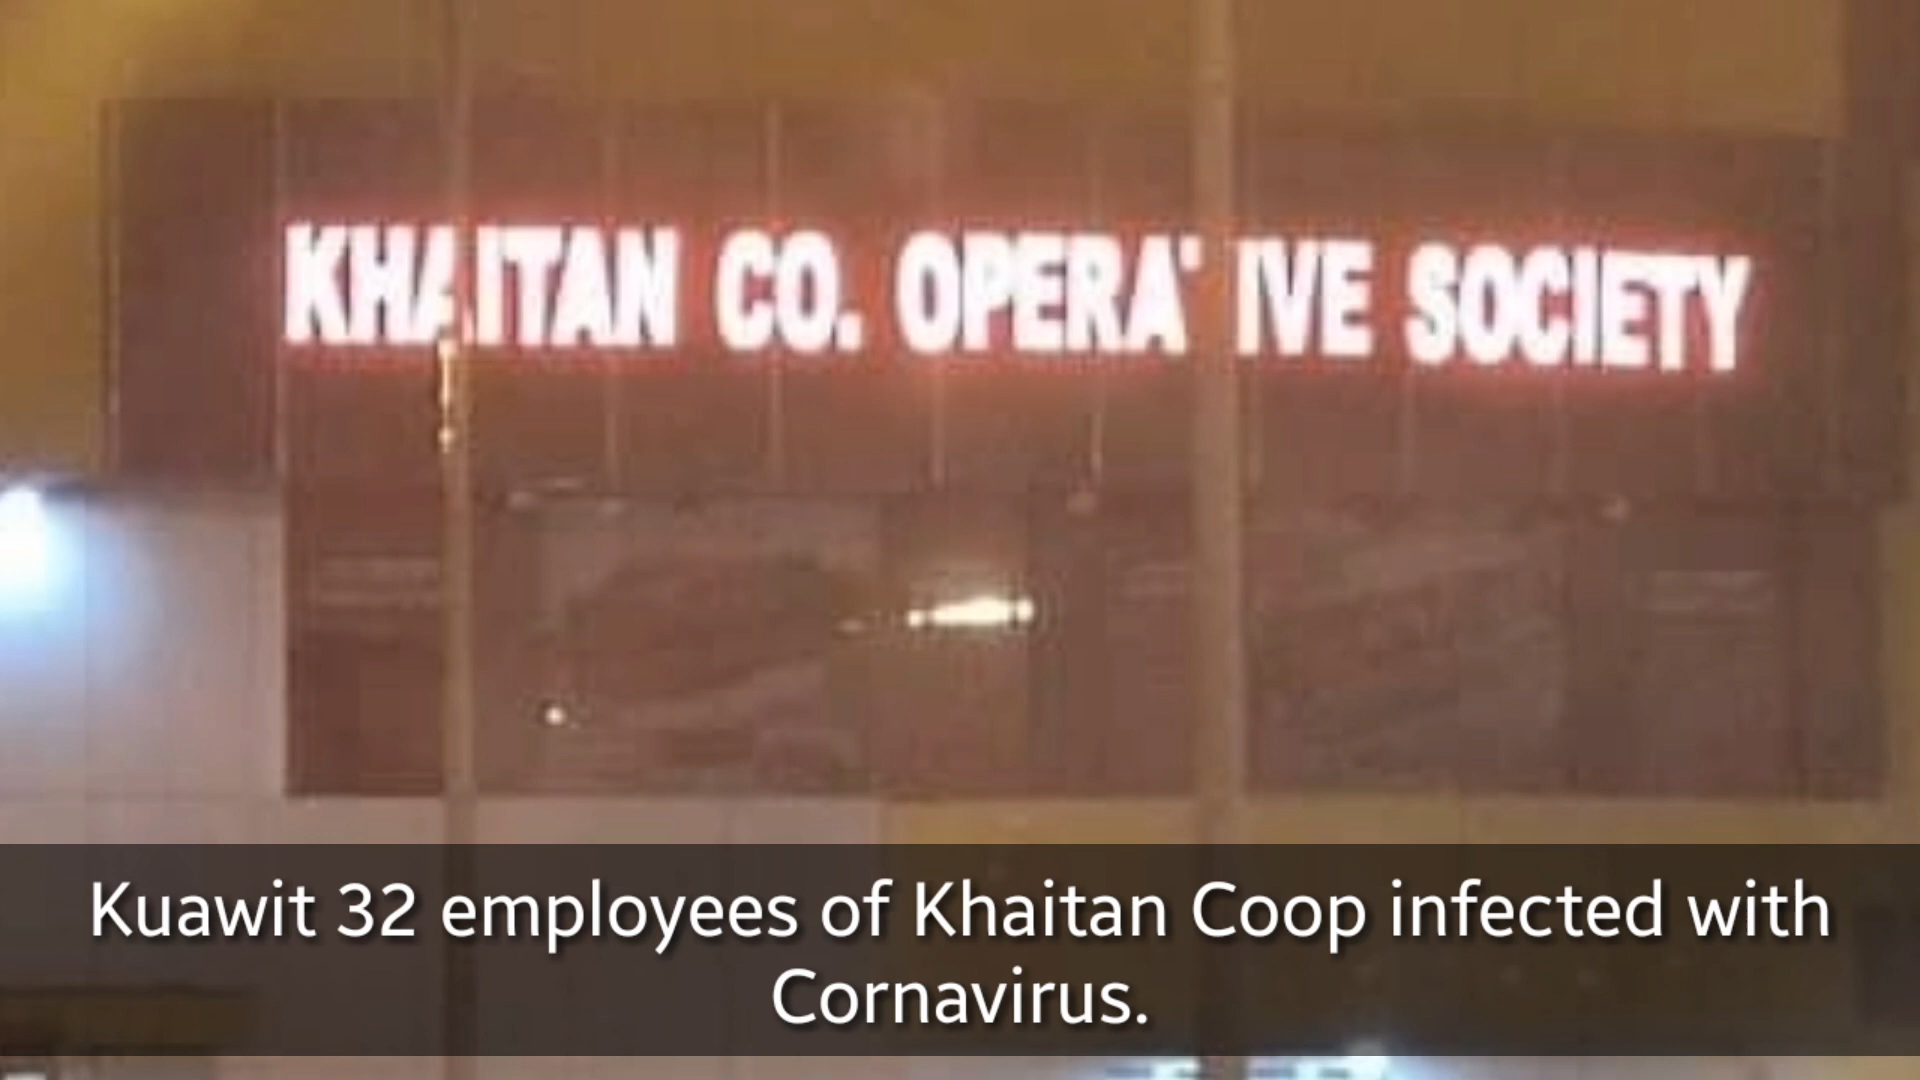 KHAITAN CO. OPERA' IVE SOCIETY
Kuawit 32 employees of Khaitan Coop infected with
Cornavirus.